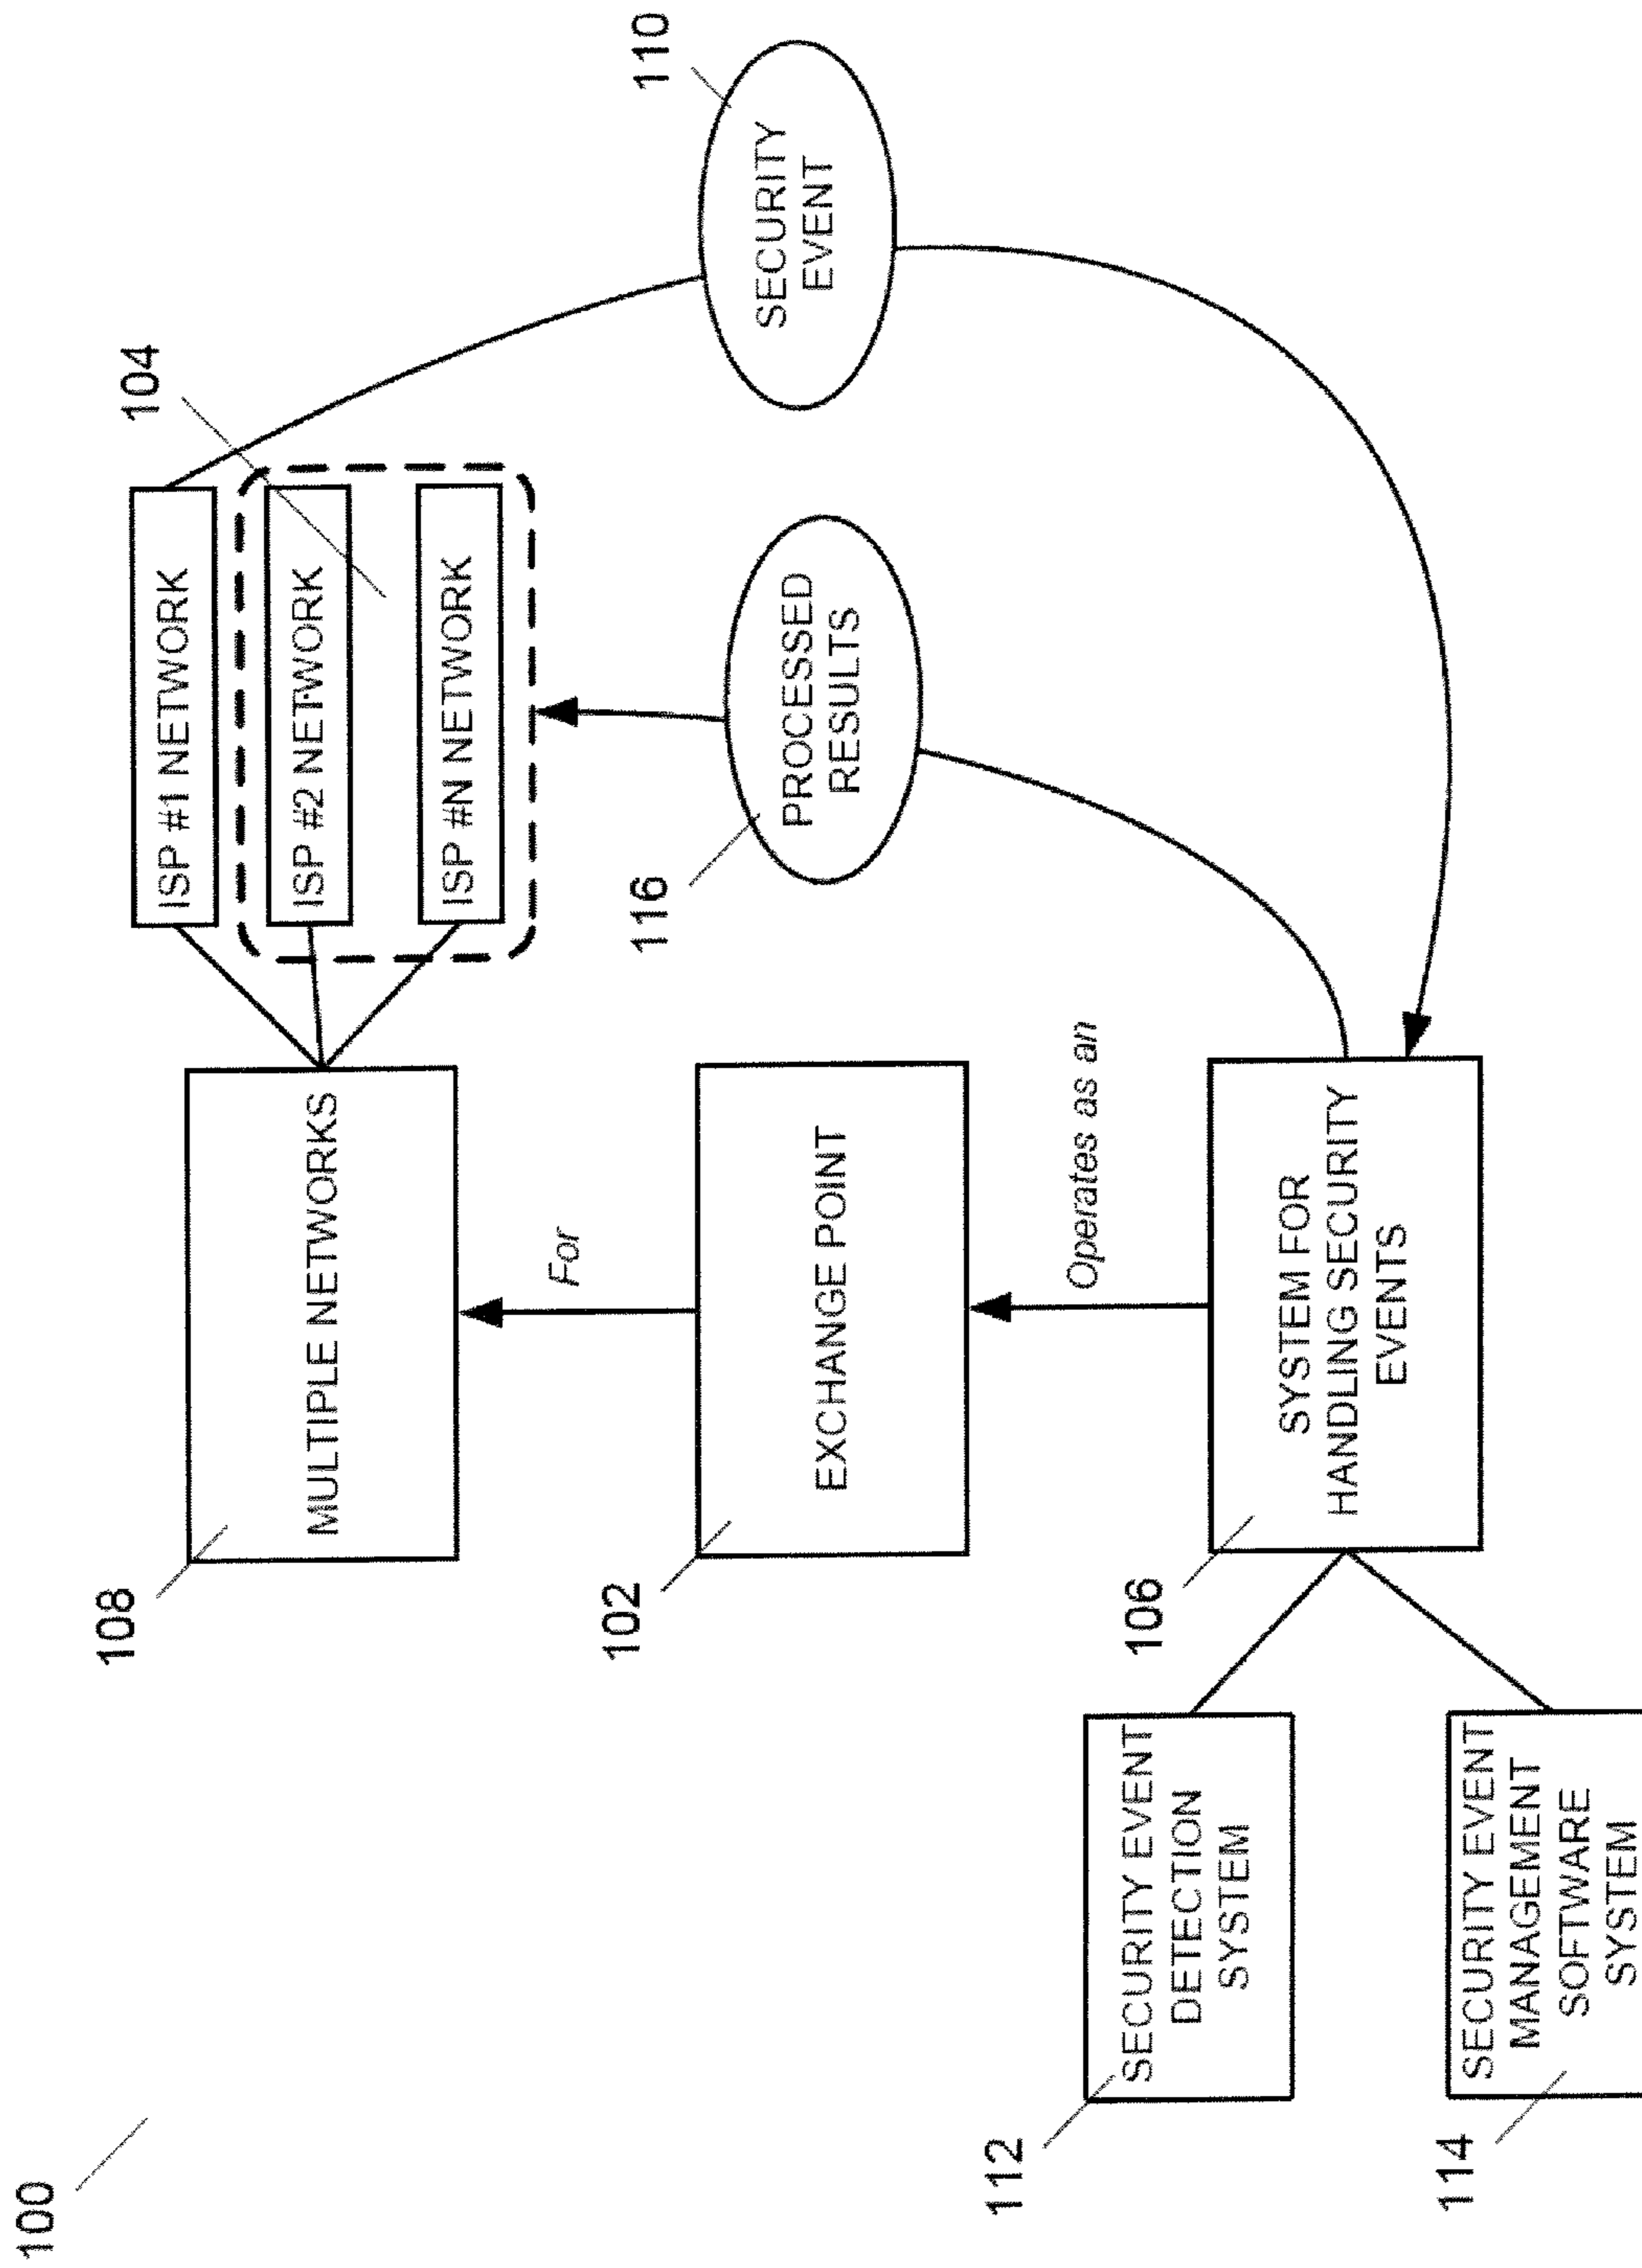 100
108
MULTIPLE NETWORKS
ISP #1 NETWORK
ISP #2 NETWORK
ISP #N NETWORK
104
For
102
EXCHANGE POINT
116
PROCESSED
RESULTS
SECURITY
EVENT
110
Operates as an
106
SYSTEM FOR
HANDLING SECURITY
EVENTS
112
SECURITY EVENT
DETECTION
SYSTEM
114
SECURITY EVENT
MANAGEMENT
SOFTWARE
SYSTEM